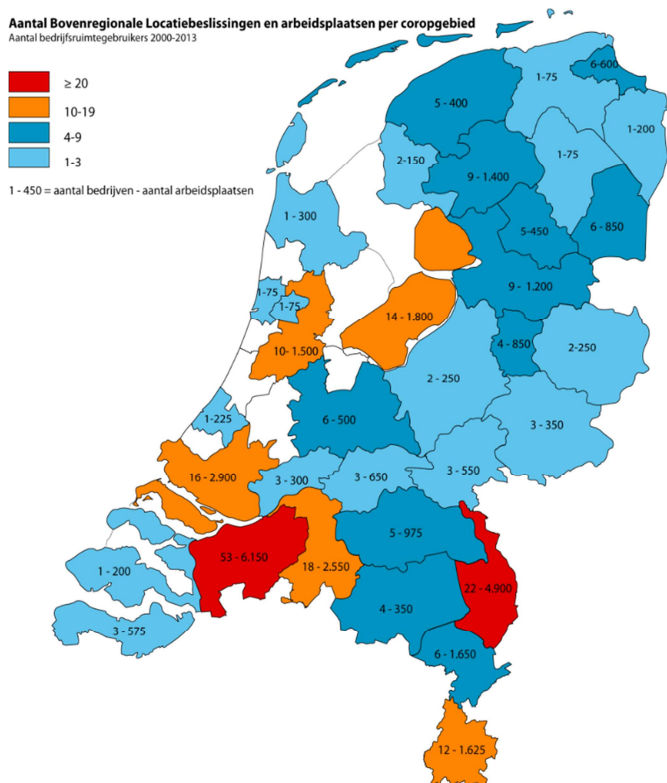 Aantal Bovenregionale Locatiebeslissingen en arbeidsplaatsen per coropgebied
Aantal bedrijfsruimtegebruikers 2000-2013
≥ 20
10-19
4-9
1-3
1 - 450 = aantal bedrijven - aantal arbeidsplaatsen
6-600
1-75
5 - 400
1-200
2-150
1-75
9 - 1.400
1 - 300
5-450
6 - 850
9 - 1.200
1-75
1-75
14 - 1.800
10- 1.500
4 - 850
2-250
2 - 250
1-225
6 - 500
3 - 350
16 - 2.900
3 - 300
3 - 650
3 - 550
5 - 975
53 - 6.150
18 - 2.550
1 - 200
22 - 4.900
4 - 350
3 - 575
6 - 1.650
12 - 1.625